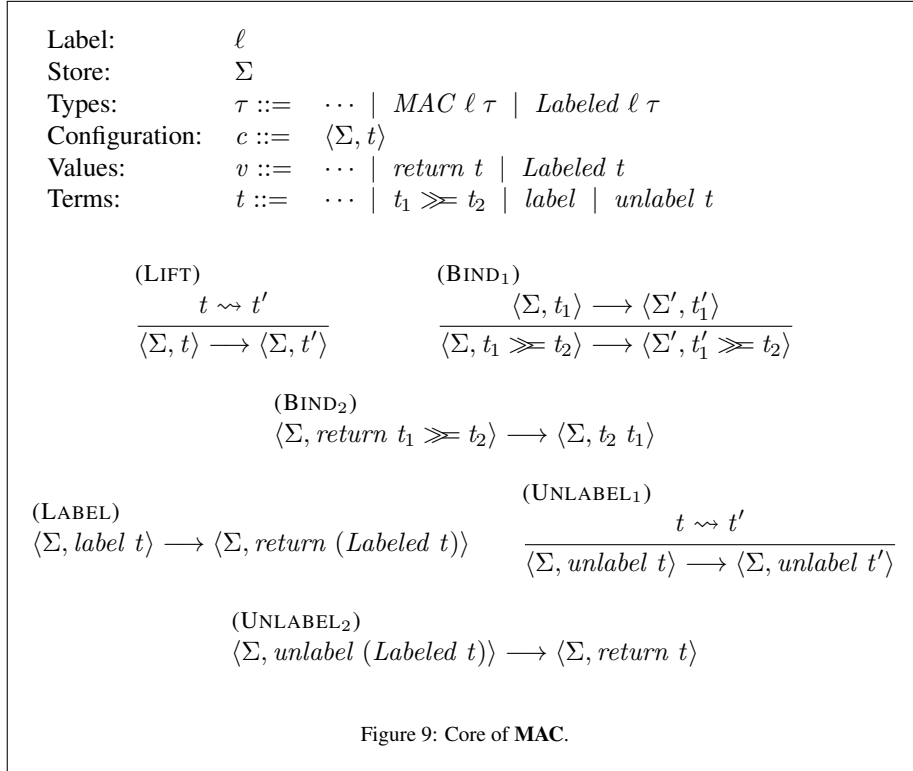 Label: ℓ
Store: Σ
Types: τ ::= ⋯ | MAC ℓ τ | Labeled ℓ τ
Configuration: c ::= ⟨Σ, t⟩
Values: v ::= ⋯ | return t | Labeled t
Terms: t ::= ⋯ | t₁ >>= t₂ | label | unlabel t
(LIFT)
t ⇝ t′
⟨Σ, t⟩ ⟶ ⟨Σ, t′⟩
(BIND₁)
⟨Σ, t₁⟩ ⟶ ⟨Σ′, t₁′⟩
⟨Σ, t₁ >>= t₂⟩ ⟶ ⟨Σ′, t₁′ >>= t₂⟩
(BIND₂)
⟨Σ, return t₁ >>= t₂⟩ ⟶ ⟨Σ, t₂ t₁⟩
(LABEL)
⟨Σ, label t⟩ ⟶ ⟨Σ, return (Labeled t)⟩
(UNLABEL₁)
t ⇝ t′
⟨Σ, unlabel t⟩ ⟶ ⟨Σ, unlabel t′⟩
(UNLABEL₂)
⟨Σ, unlabel (Labeled t)⟩ ⟶ ⟨Σ, return t⟩
Figure 9: Core of MAC.